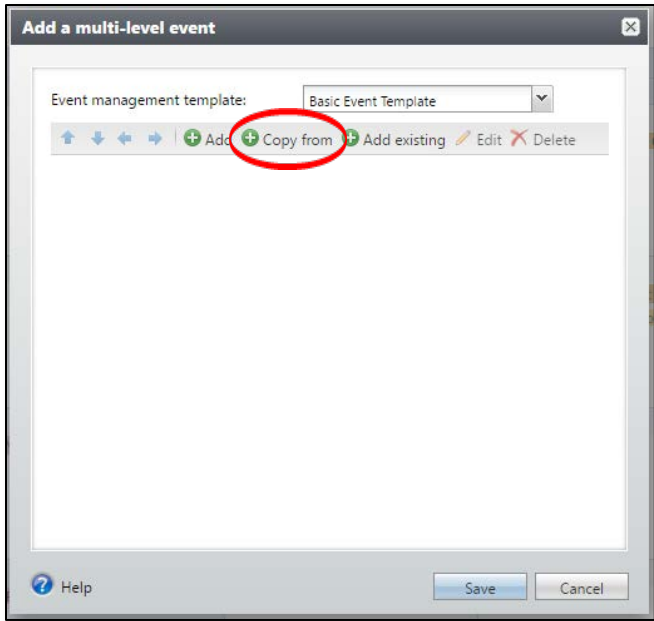 Add a multi-level event
Event management template: Basic Event Template
Add Copy from Add existing Edit Delete
Help Save Cancel